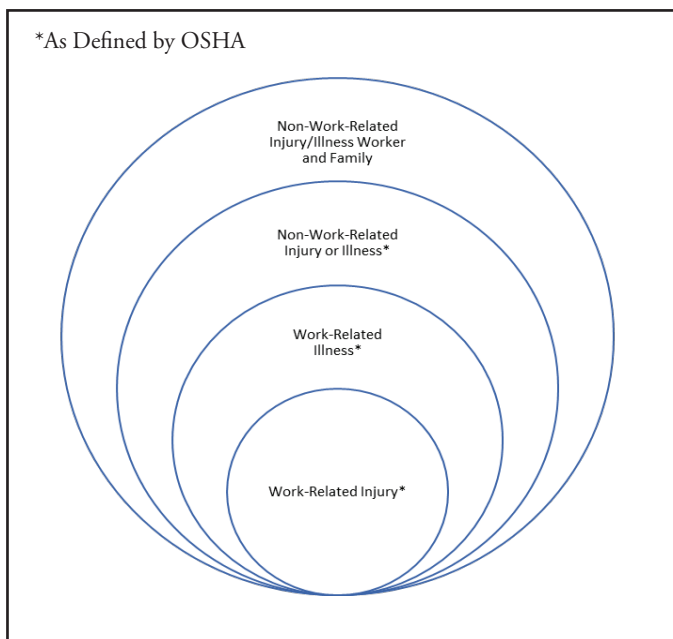 *As Defined by OSHA
Non-Work-Related
Injury/Illness Worker
and Family
Non-Work-Related
Injury or Illness*
Work-Related
Illness*
Work-Related Injury*